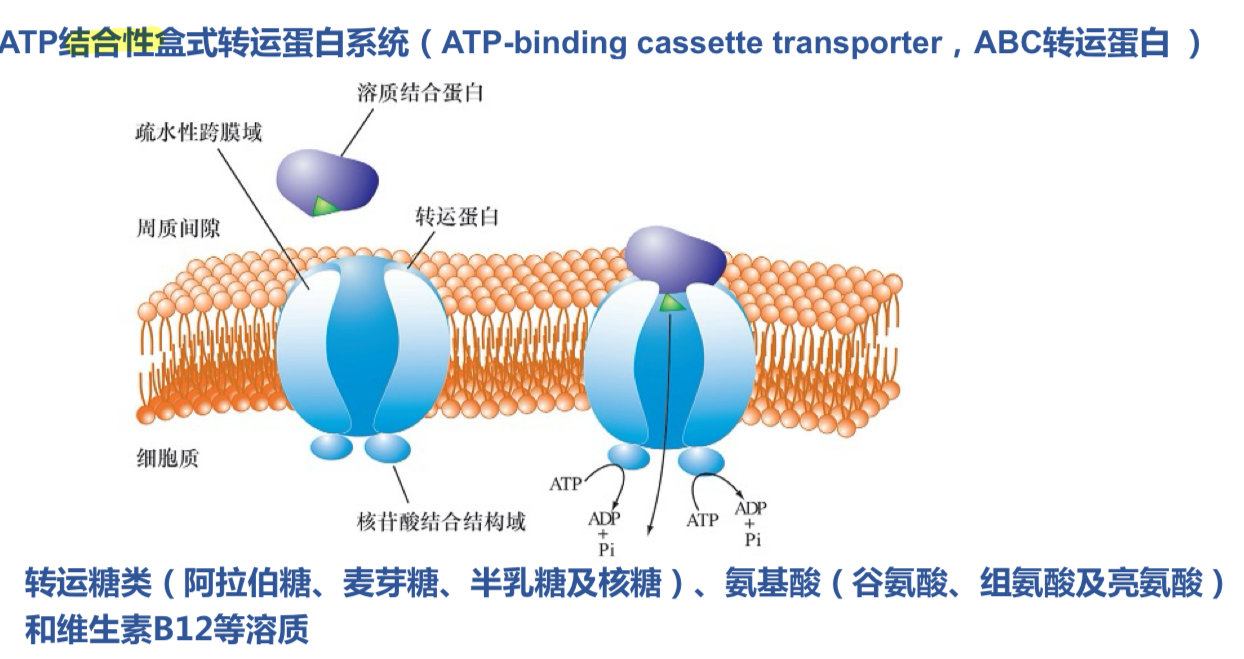 ATP结合性盒式转运蛋白系统（ATP-binding cassette transporter，ABC转运蛋白 ）
溶质结合蛋白
疏水性跨膜域
转运蛋白
周质间隙
细胞质
核苷酸结合结构域
ATP
ADP
+
Pi
ATP
ADP
+
Pi
转运糖类（阿拉伯糖、麦芽糖、半乳糖及核糖）、氨基酸（谷氨酸、组氨酸及亮氨酸）
和维生素B12等溶质